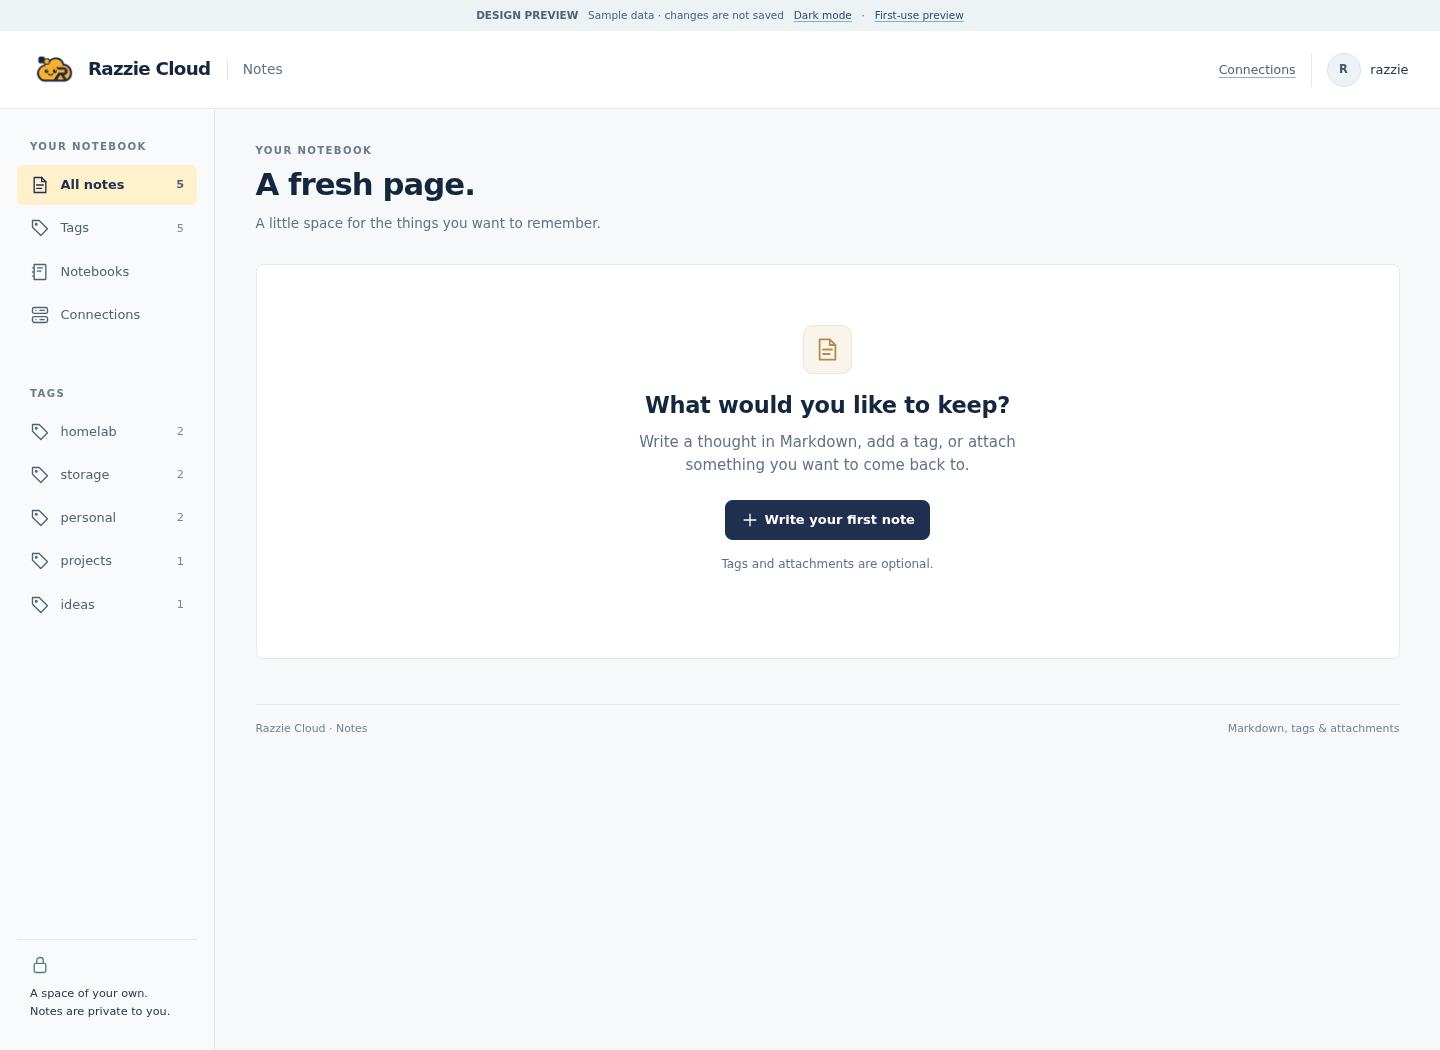 DESIGN PREVIEW Sample data · changes are not saved Dark mode · First-use preview
Razzie Cloud Notes
Connections R razzie
YOUR NOTEBOOK
All notes 5
Tags 5
Notebooks
Connections
TAGS
homelab 2
storage 2
personal 2
projects 1
ideas 1
A space of your own.
Notes are private to you.
YOUR NOTEBOOK
A fresh page.
A little space for the things you want to remember.
What would you like to keep?
Write a thought in Markdown, add a tag, or attach
something you want to come back to.
Write your first note
Tags and attachments are optional.
Razzie Cloud · Notes
Markdown, tags & attachments